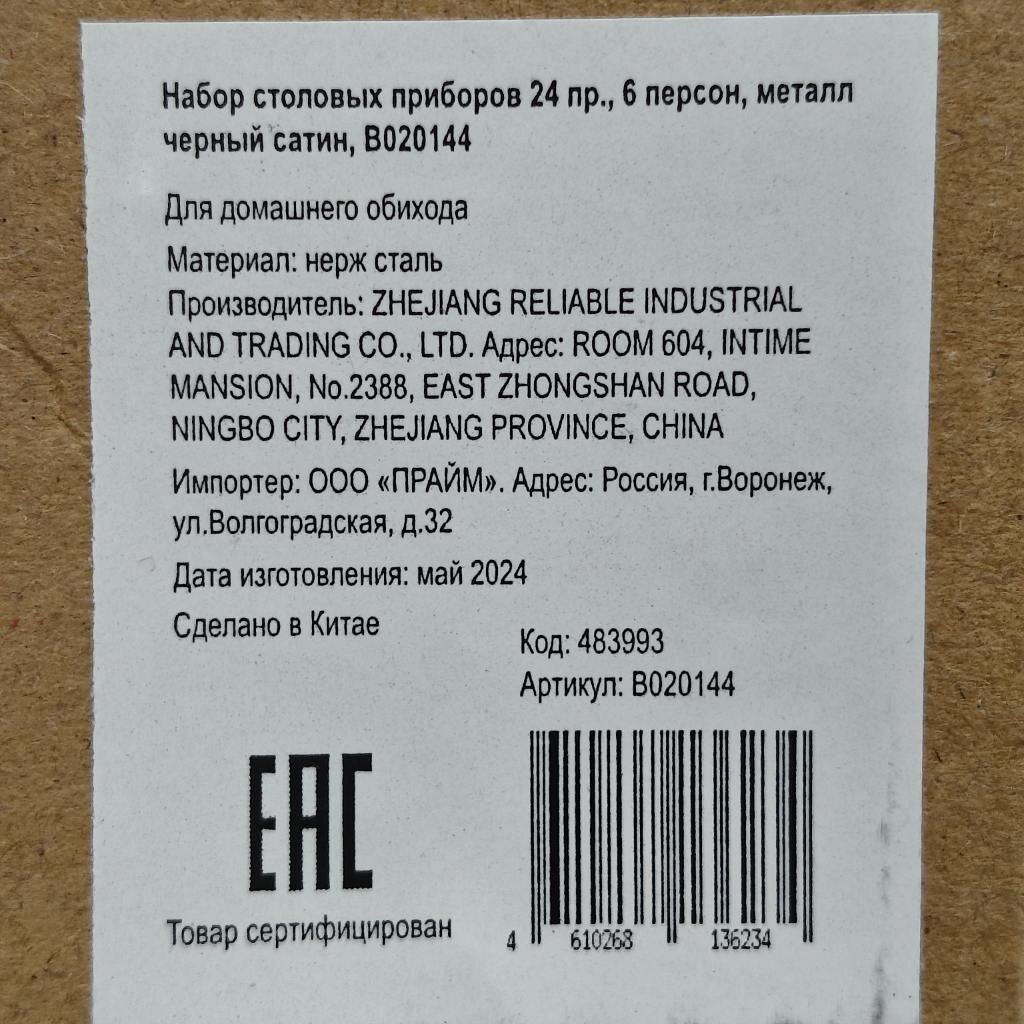 Набор столовых приборов 24 пр., 6 персон, металл
черный сатин, B020144
Для домашнего обихода
Материал: нерж сталь
Производитель: ZHEJIANG RELIABLE INDUSTRIAL
AND TRADING CO., LTD. Адрес: ROOM 604, INTIME
MANSION, No.2388, EAST ZHONGSHAN ROAD,
NINGBO CITY, ZHEJIANG PROVINCE, CHINA
Импортер: ООО «ПРАЙМ». Адрес: Россия, г.Воронеж,
ул.Волгоградская, д.32
Дата изготовления: май 2024
Сделано в Китае
Код: 483993
Артикул: B020144
EAC
Товар сертифицирован
4 610268 136234